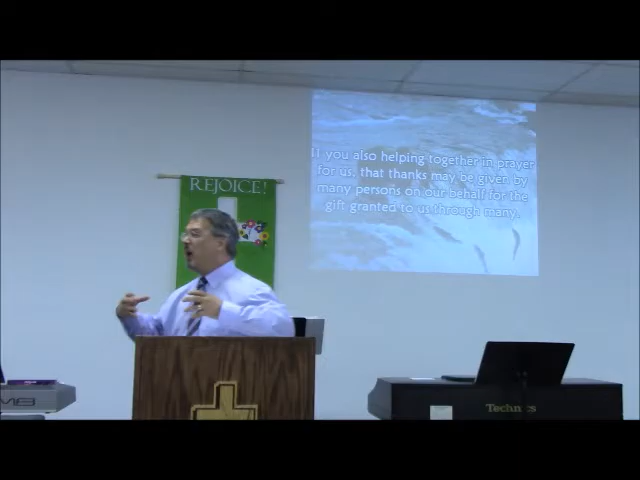 REJOICE!
11 you also helping together in prayer
for us, that thanks may be given by
many persons on our behalf for the
gift granted to us through many.
Technics